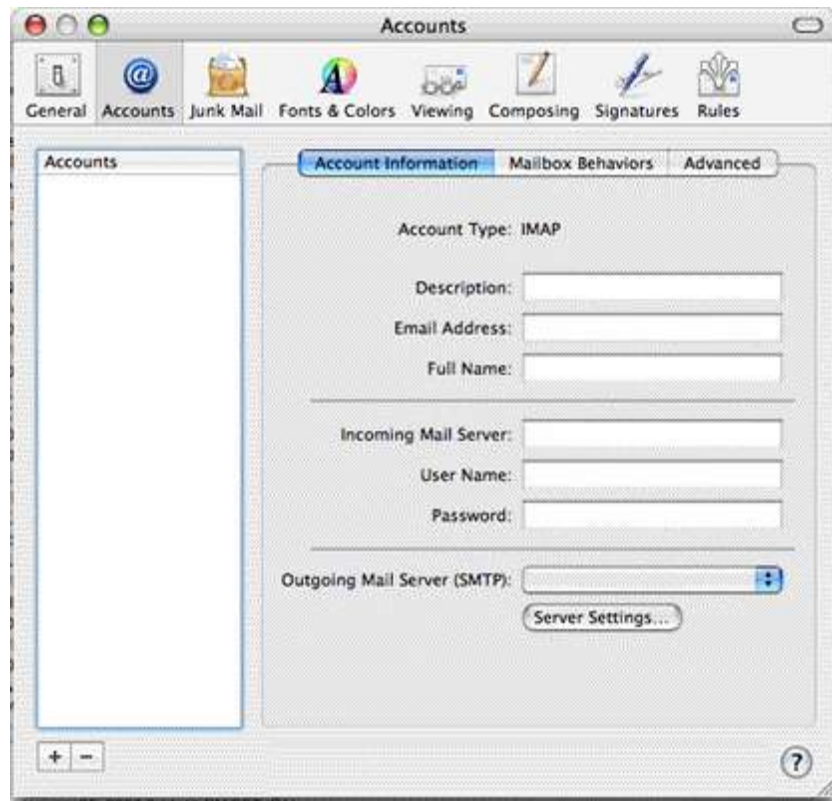 Accounts
General Accounts Junk Mail Fonts & Colors Viewing Composing Signatures Rules
Accounts
Account Information Mailbox Behaviors Advanced
Account Type: IMAP
Description:
Email Address:
Full Name:
Incoming Mail Server:
User Name:
Password:
Outgoing Mail Server (SMTP):
Server Settings...
+ − ?